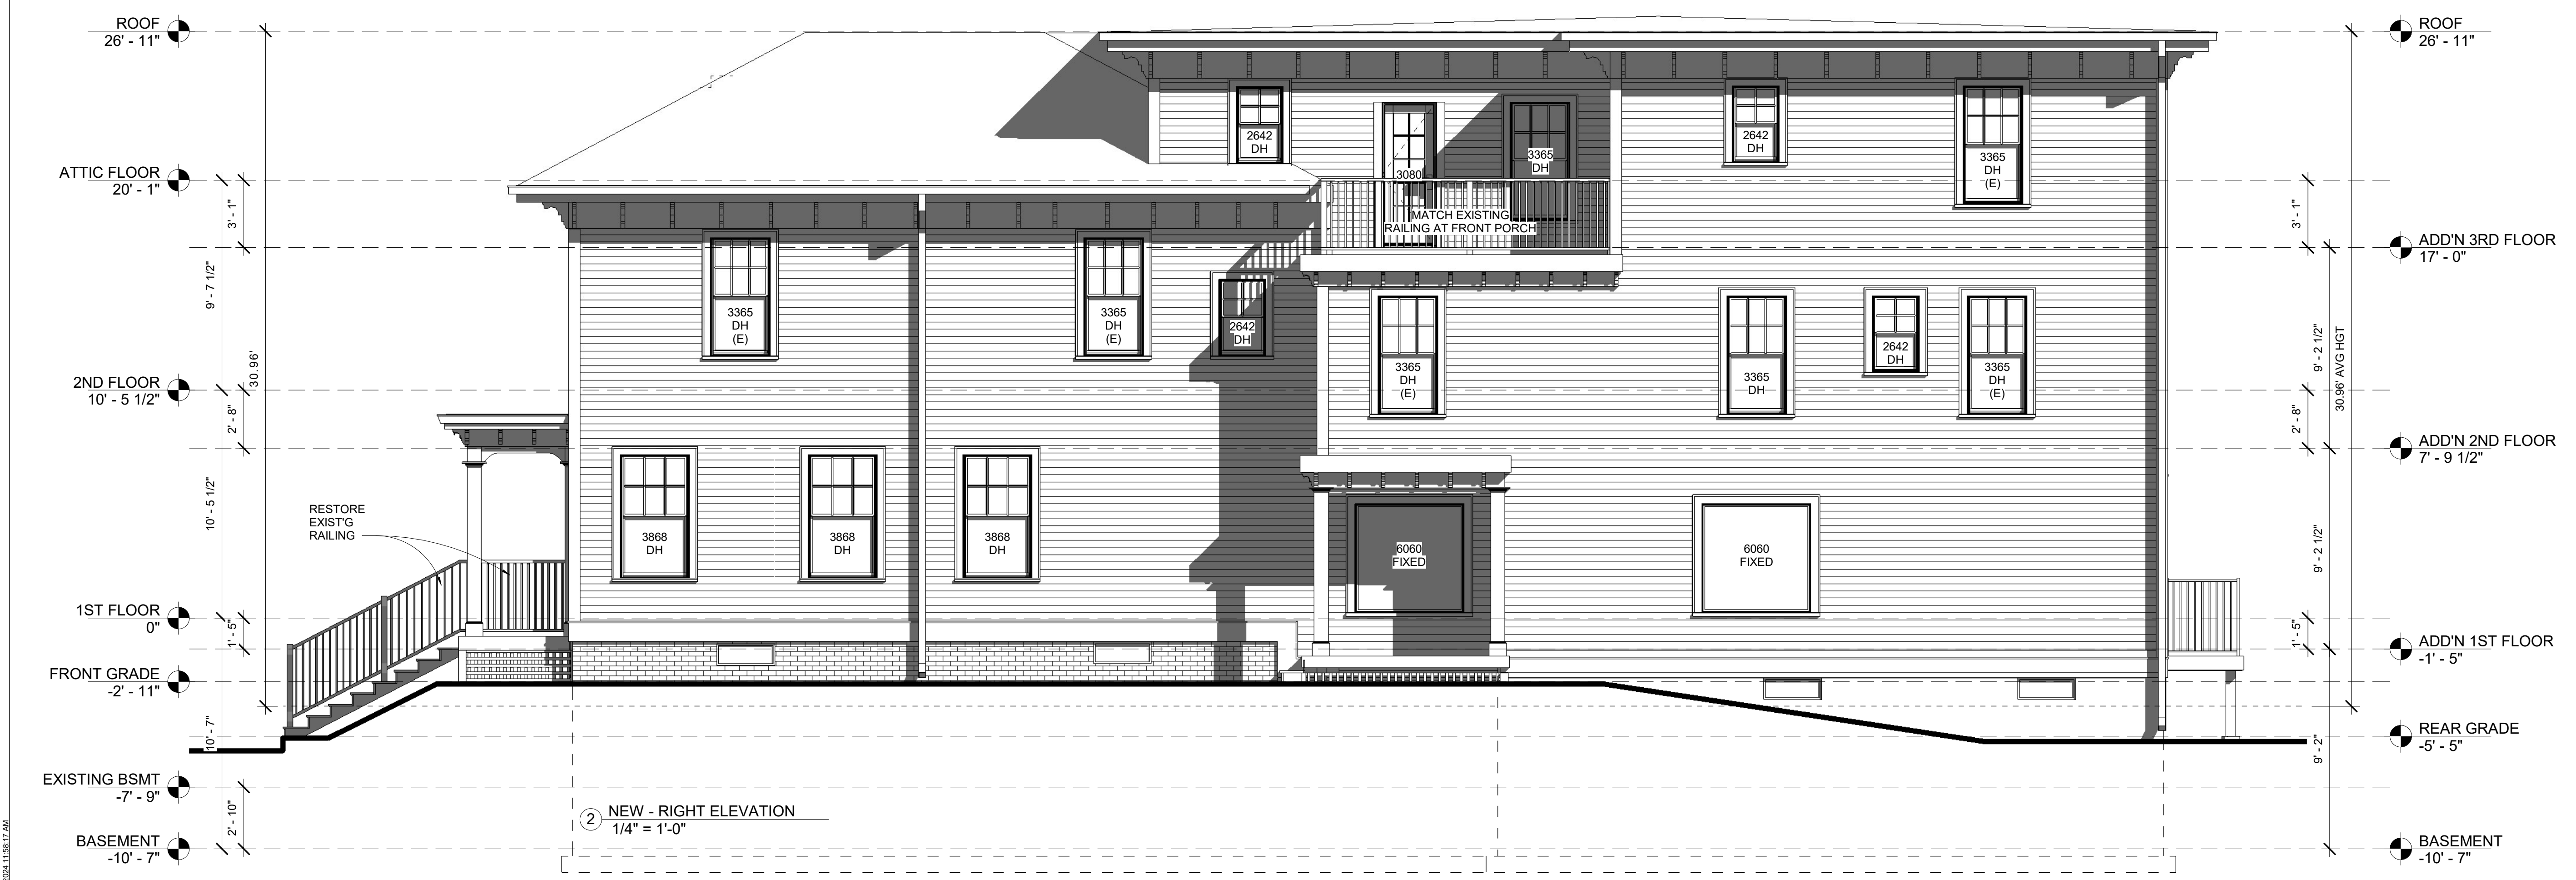 ROOF
26' - 11"
ATTIC FLOOR
20' - 1"
2ND FLOOR
10' - 5 1/2"
1ST FLOOR
0"
FRONT GRADE
-2' - 11"
EXISTING BSMT
-7' - 9"
BASEMENT
-10' - 7"
3' - 1"
9' - 7 1/2"
30.96'
2' - 8"
10' - 5 1/2"
1' - 5"
10' - 7"
2' - 10"
RESTORE
EXIST'G
RAILING
2642
DH
3080
3365
DH
2642
DH
3365
DH
(E)
MATCH EXISTING
RAILING AT FRONT PORCH
3365
DH
(E)
3365
DH
(E)
2642
DH
3365
DH
(E)
3365
DH
2642
DH
3365
DH
(E)
3868
DH
3868
DH
3868
DH
6060
FIXED
6060
FIXED
2 NEW - RIGHT ELEVATION
1/4" = 1'-0"
3' - 1"
9' - 2 1/2"
30.96' AVG HGT
2' - 8"
9' - 2 1/2"
1' - 5"
9' - 2"
ROOF
26' - 11"
ADD'N 3RD FLOOR
17' - 0"
ADD'N 2ND FLOOR
7' - 9 1/2"
ADD'N 1ST FLOOR
-1' - 5"
REAR GRADE
-5' - 5"
BASEMENT
-10' - 7"
2024 11:58:17 AM